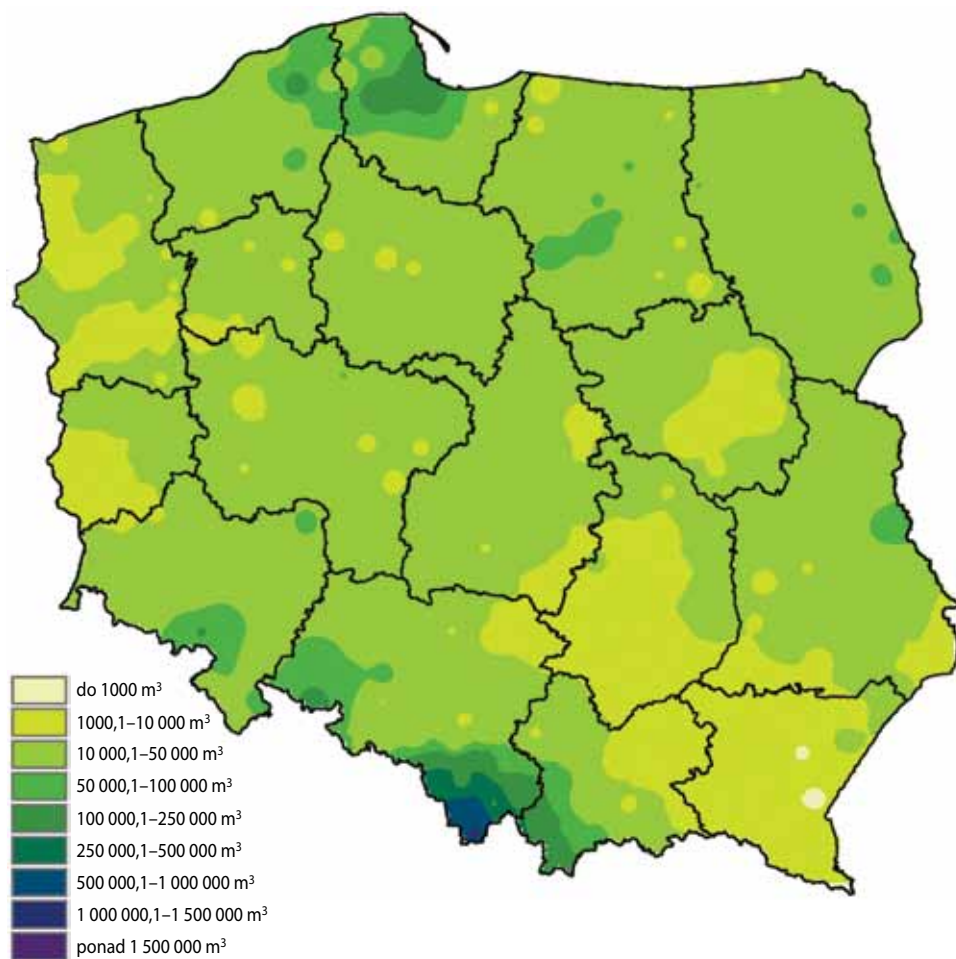 do 1000 m³
1000,1–10 000 m³
10 000,1–50 000 m³
50 000,1–100 000 m³
100 000,1–250 000 m³
250 000,1–500 000 m³
500 000,1–1 000 000 m³
1 000 000,1–1 500 000 m³
ponad 1 500 000 m³